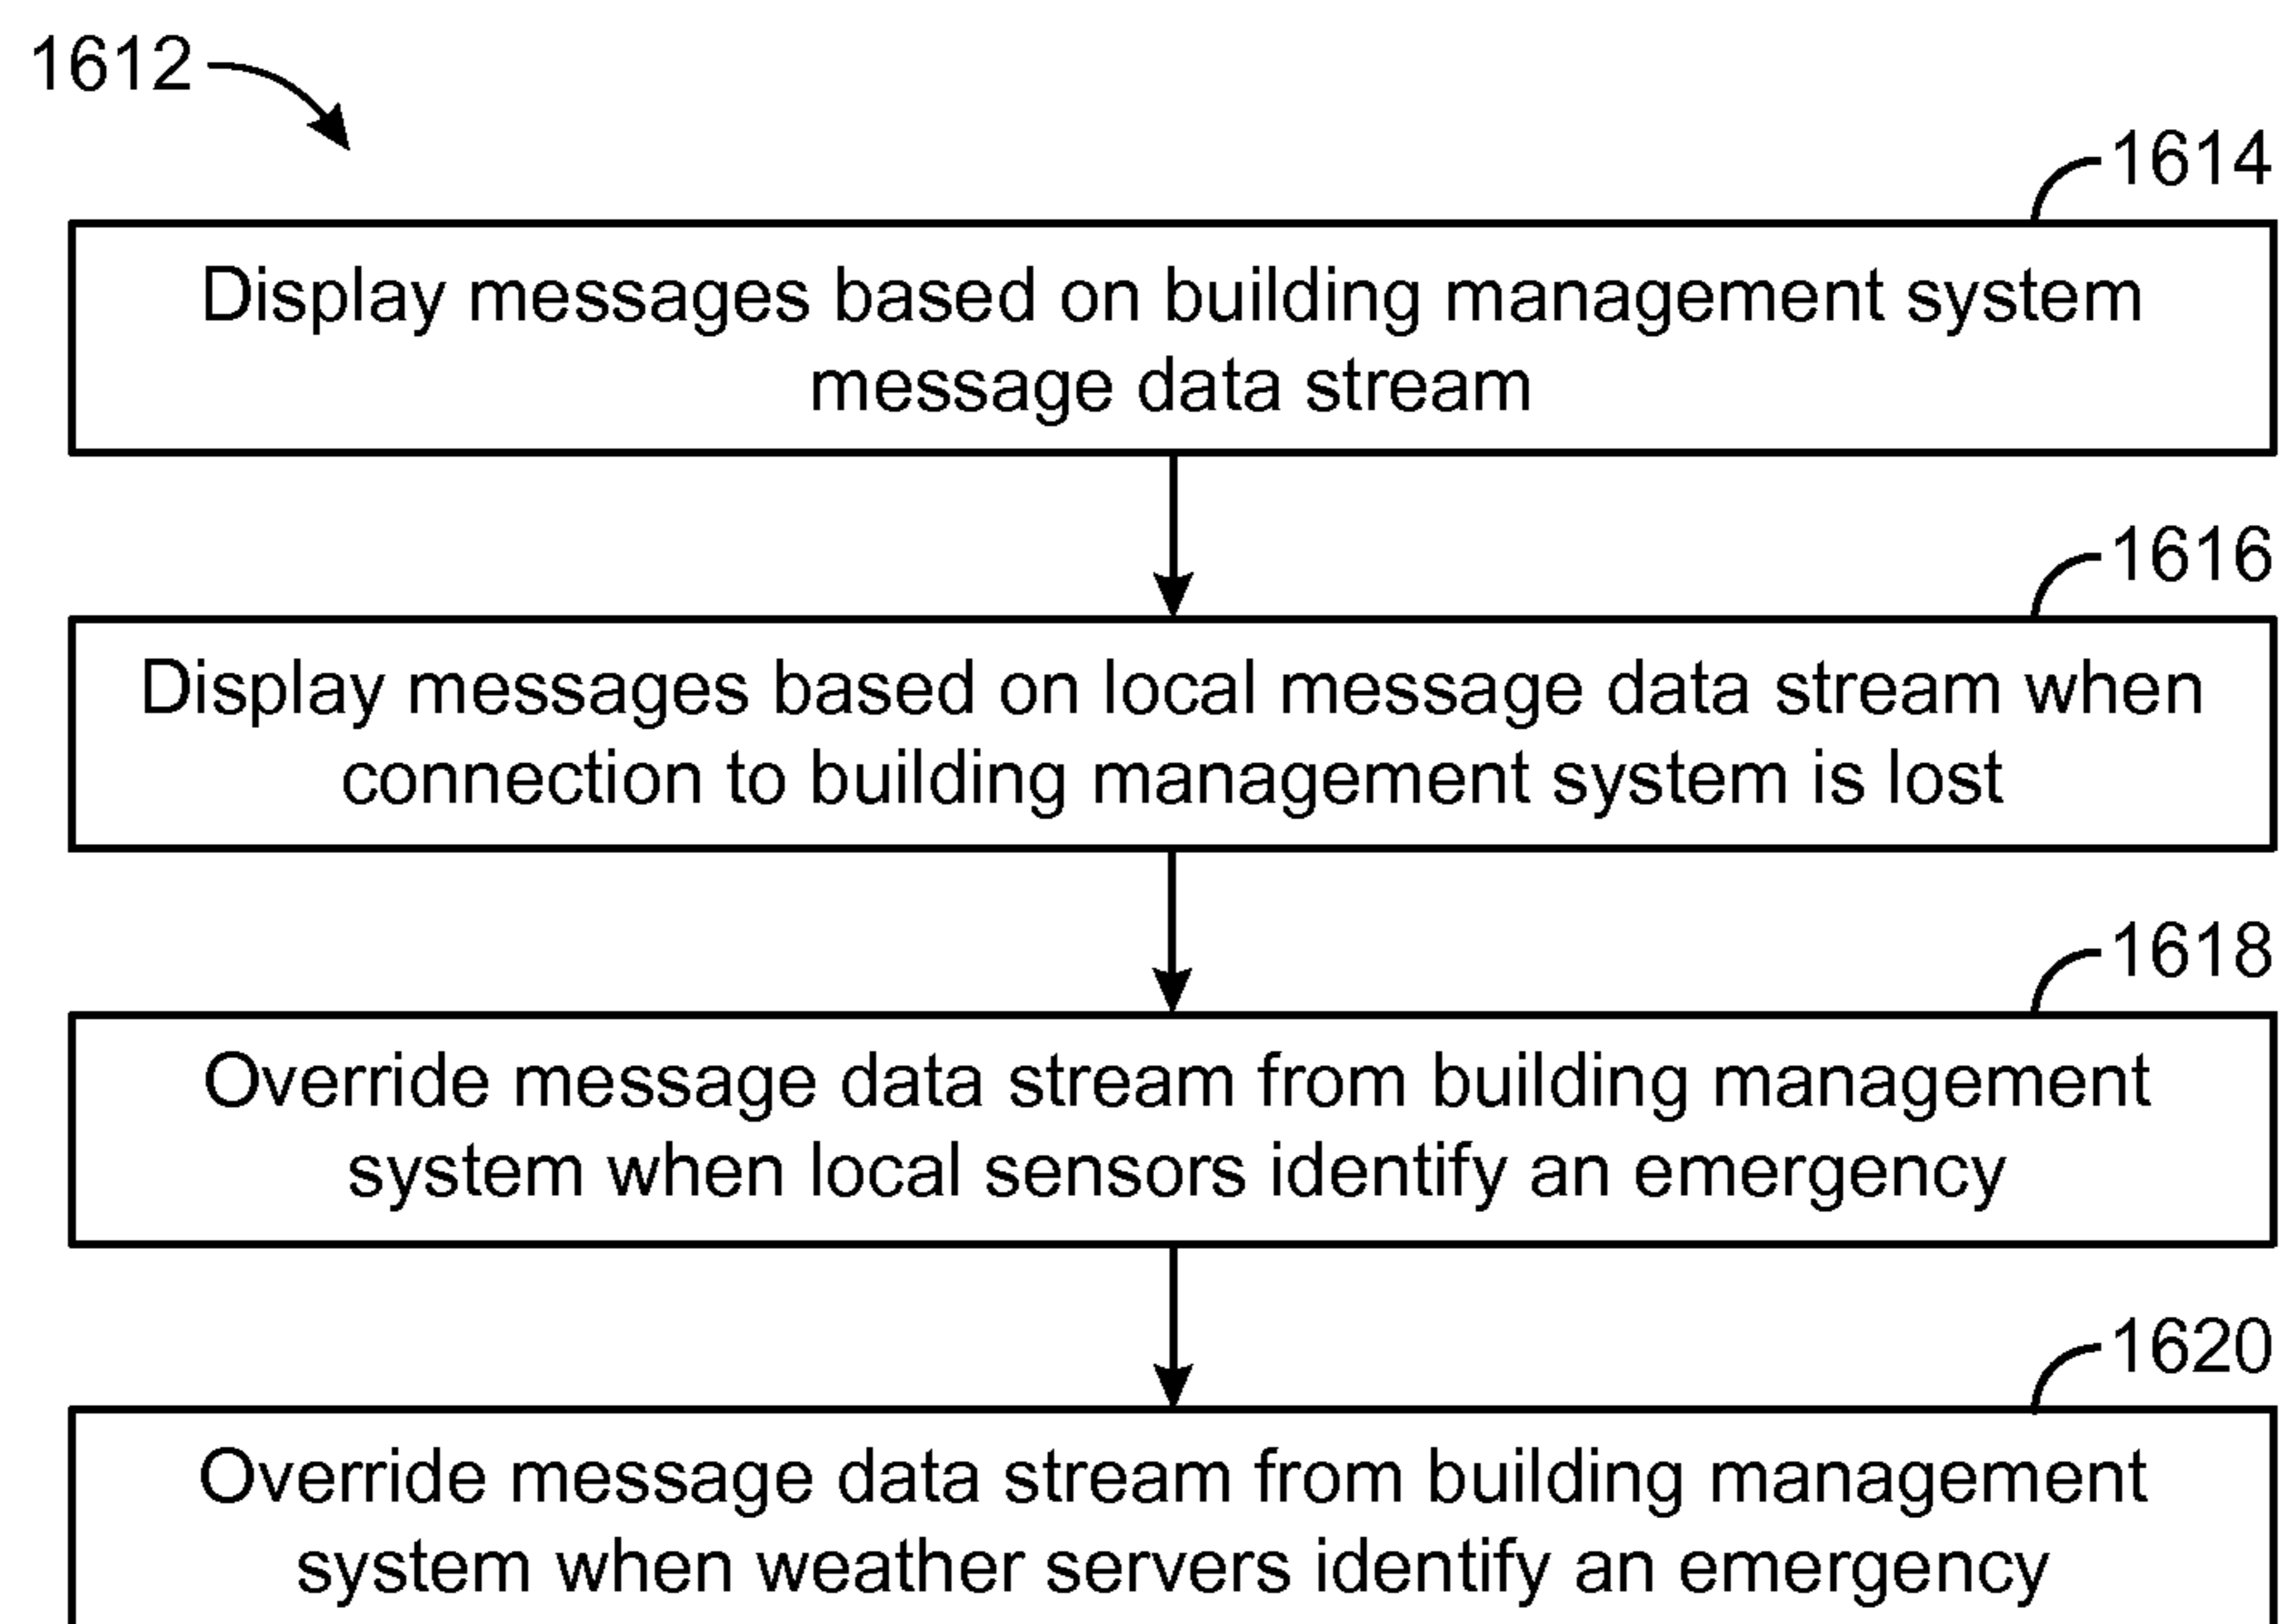 1612
1614
Display messages based on building management system
message data stream
1616
Display messages based on local message data stream when
connection to building management system is lost
1618
Override message data stream from building management
system when local sensors identify an emergency
1620
Override message data stream from building management
system when weather servers identify an emergency